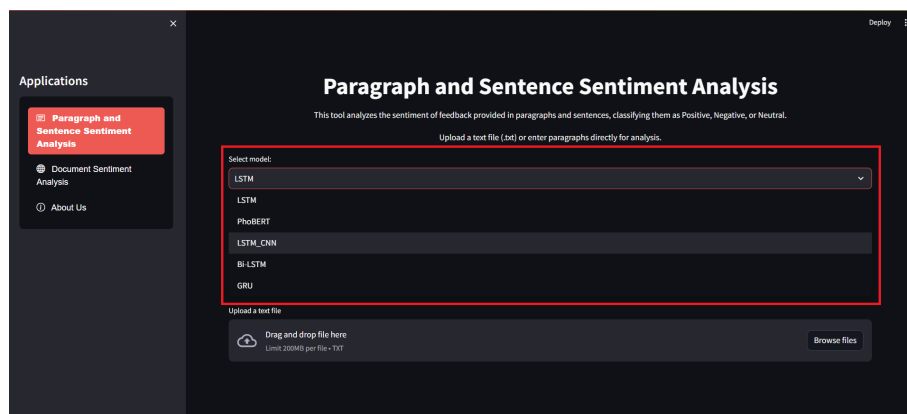 ×
Deploy
Applications
Paragraph and
Sentence Sentiment
Analysis
Document Sentiment
Analysis
About Us
Paragraph and Sentence Sentiment Analysis
This tool analyzes the sentiment of feedback provided in paragraphs and sentences, classifying them as Positive, Negative, or Neutral.
Upload a text file (.txt) or enter paragraphs directly for analysis.
Select model:
LSTM
LSTM
PhoBERT
LSTM_CNN
Bi-LSTM
GRU
Upload a text file
Drag and drop file here
Limit 200MB per file • TXT
Browse files